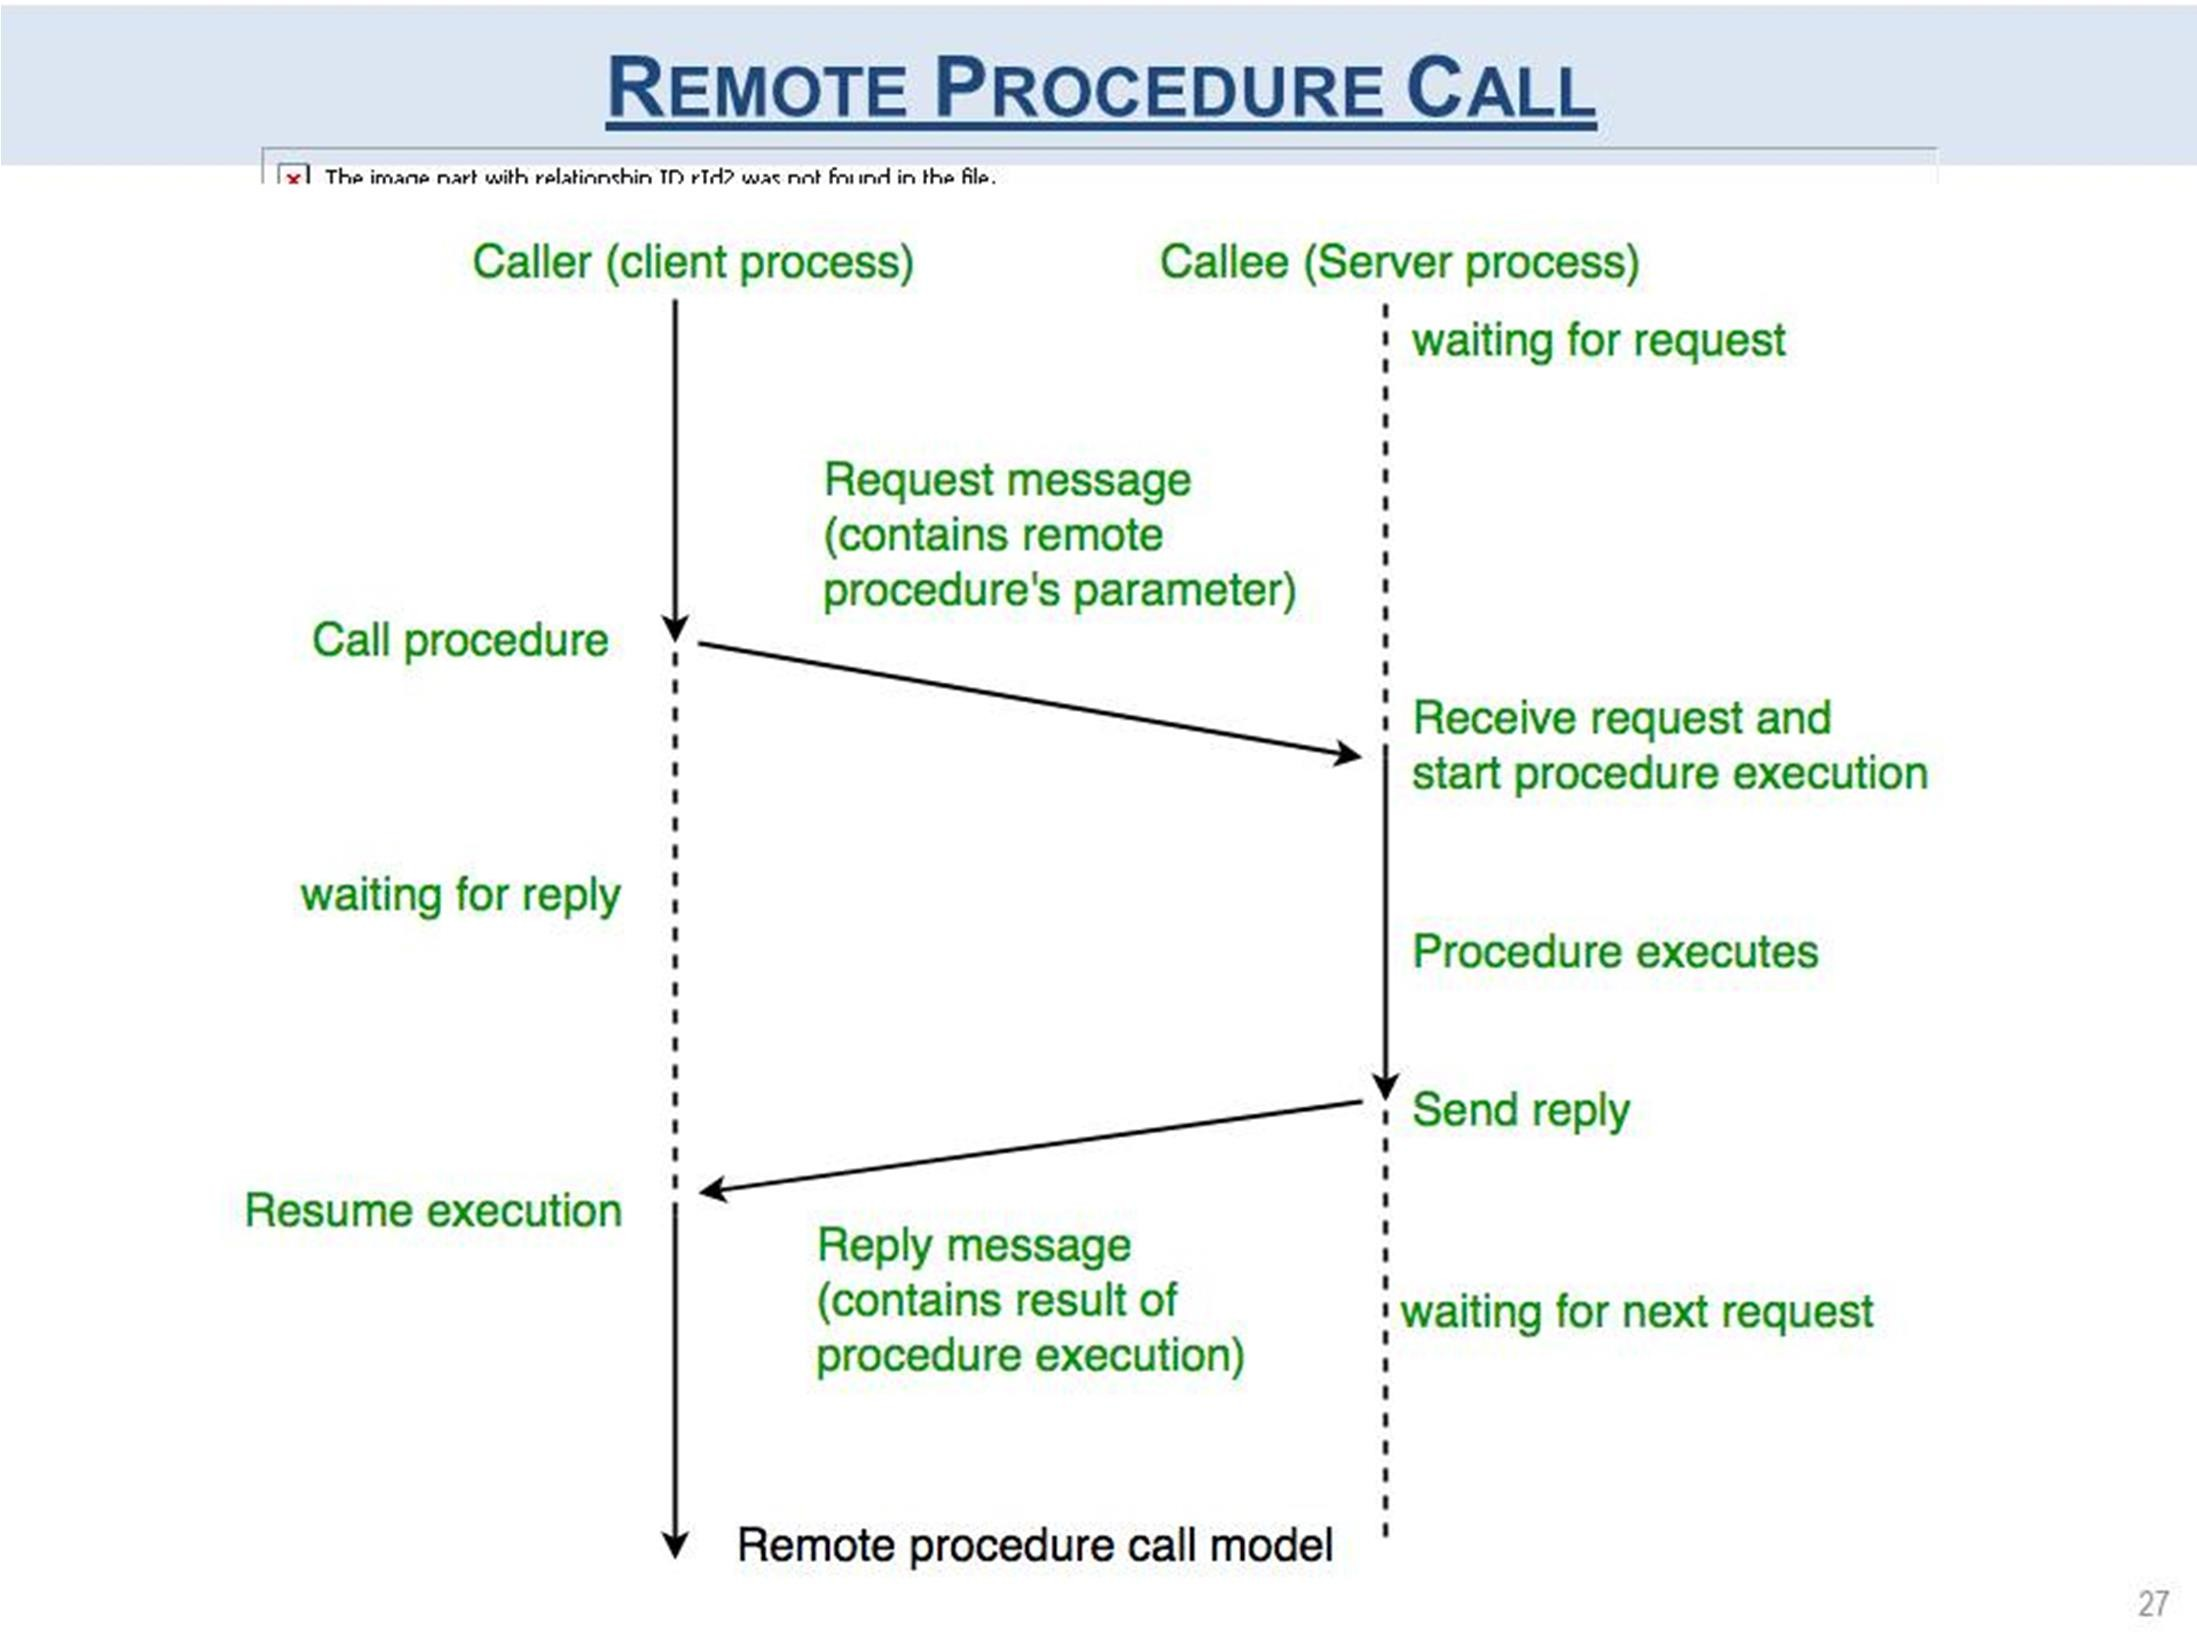 REMOTE PROCEDURE CALL
The image part with relationship ID rId2 was not found in the file.
Caller (client process)
Callee (Server process)
waiting for request
Request message
(contains remote
procedure's parameter)
Call procedure
Receive request and
start procedure execution
waiting for reply
Procedure executes
Send reply
Resume execution
Reply message
(contains result of
procedure execution)
waiting for next request
Remote procedure call model
27